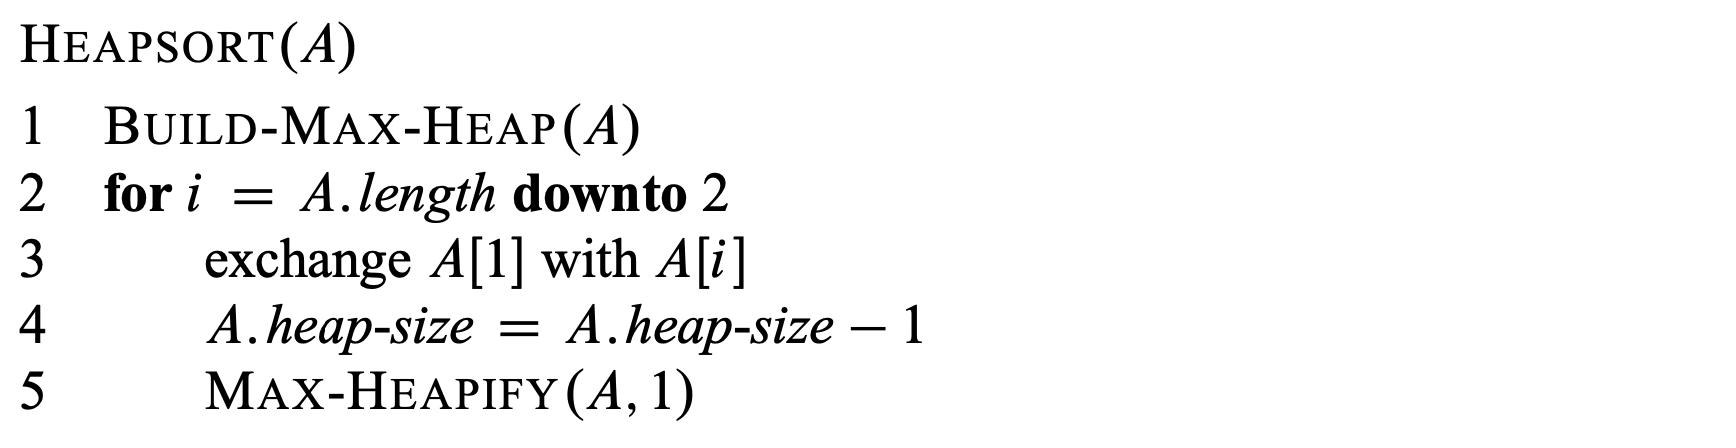 HEAPSORT(A)
1 BUILD-MAX-HEAP(A)
2 for i = A.length downto 2
3 exchange A[1] with A[i]
4 A.heap-size = A.heap-size − 1
5 MAX-HEAPIFY(A, 1)